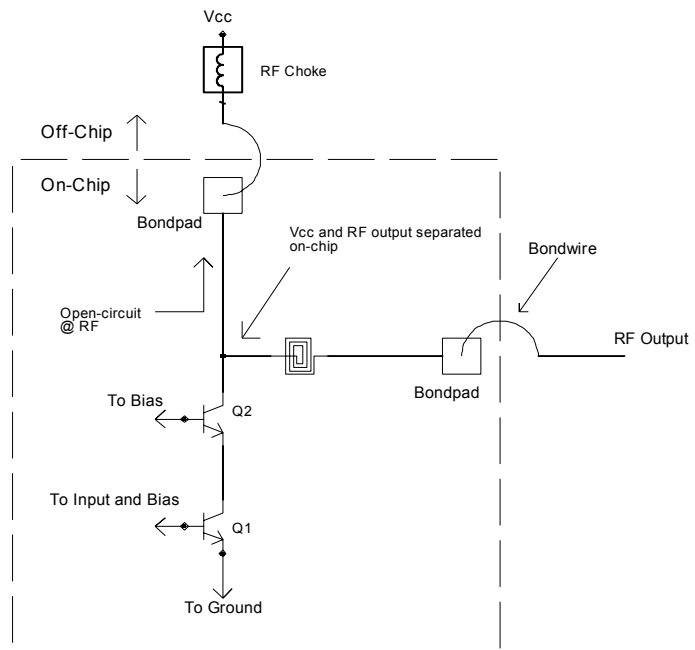 Vcc
RF Choke
Off-Chip
On-Chip
Bondpad
Vcc and RF output separated
on-chip
Bondwire
Open-circuit
@ RF
RF Output
Bondpad
To Bias
Q2
To Input and Bias
Q1
To Ground